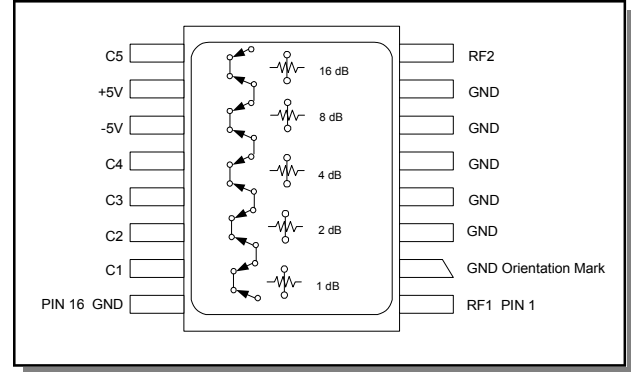 C5
16 dB
RF2
+5V
GND
-5V
8 dB
GND
C4
4 dB
GND
C3
GND
C2
2 dB
GND
C1
1 dB
GND Orientation Mark
PIN 16 GND
RF1 PIN 1